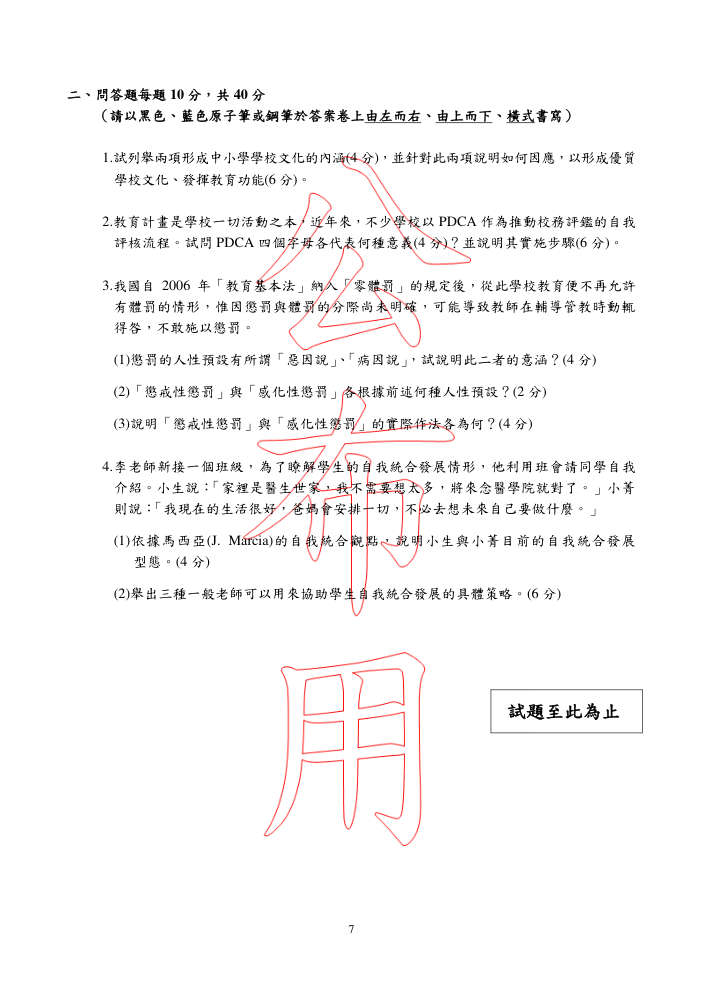 二、問答題每題 10 分，共 40 分
（請以黑色、藍色原子筆或鋼筆於答案卷上由左而右、由上而下、橫式書寫）
1.試列舉兩項形成中小學學校文化的內涵(4 分)，並針對此兩項說明如何因應，以形成優質
學校文化、發揮教育功能(6 分)。
2.教育計畫是學校一切活動之本，近年來，不少學校以 PDCA 作為推動校務評鑑的自我
評核流程。試問 PDCA 四個字母各代表何種意義(4 分)？並說明其實施步驟(6 分)。
3.我國自 2006 年「教育基本法」納入「零體罰」的規定後，從此學校教育便不再允許
有體罰的情形，惟因懲罰與體罰的分際尚未明確，可能導致教師在輔導管教時動輒
得咎，不敢施以懲罰。
(1)懲罰的人性預設有所謂「惡因說」、「病因說」，試說明此二者的意涵？(4 分)
(2)「懲戒性懲罰」與「感化性懲罰」各根據前述何種人性預設？(2 分)
(3)說明「懲戒性懲罰」與「感化性懲罰」的實際作法各為何？(4 分)
4.李老師新接一個班級，為了瞭解學生的自我統合發展情形，他利用班會請同學自我
介紹。小生說：「家裡是醫生世家，我不需要想太多，將來念醫學院就對了。」小菁
則說：「我現在的生活很好，爸媽會安排一切，不必去想未來自己要做什麼。」
(1)依據馬西亞(J. Marcia)的自我統合觀點，說明小生與小菁目前的自我統合發展
型態。(4 分)
(2)舉出三種一般老師可以用來協助學生自我統合發展的具體策略。(6 分)
公布用
試題至此為止
7